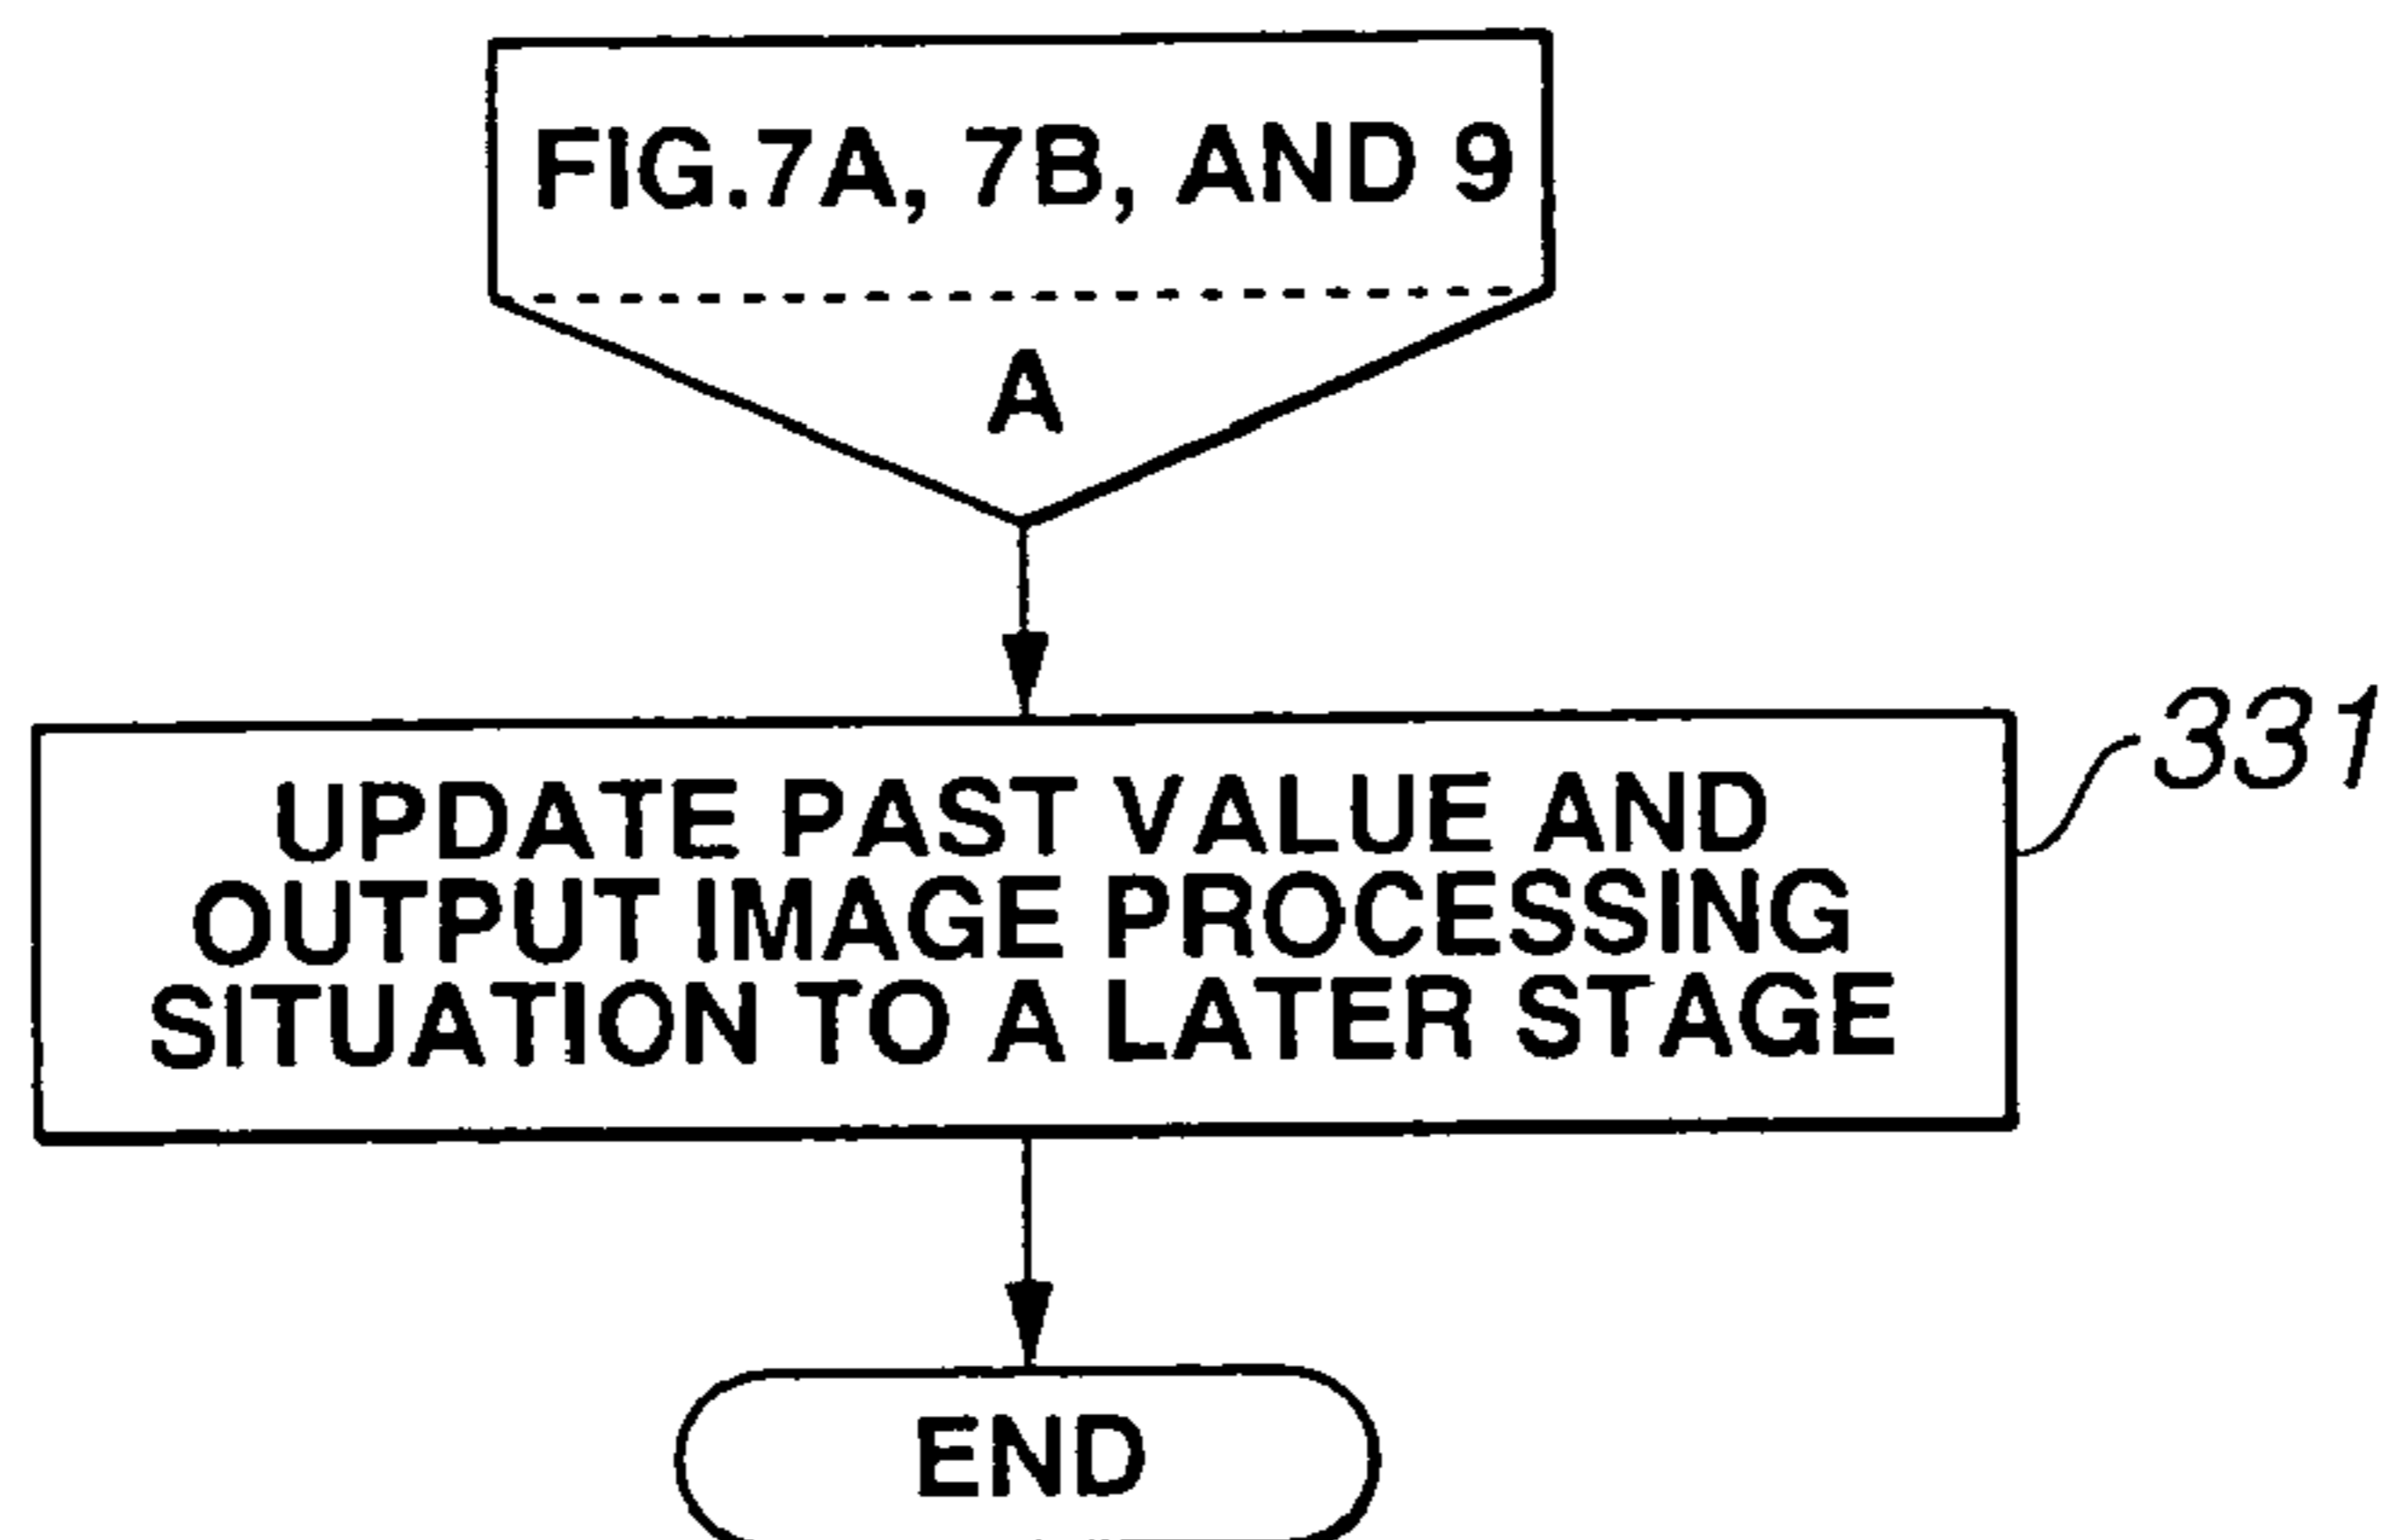 FIG.7A, 7B, AND 9
A
331
UPDATE PAST VALUE AND
OUTPUT IMAGE PROCESSING
SITUATION TO A LATER STAGE
END